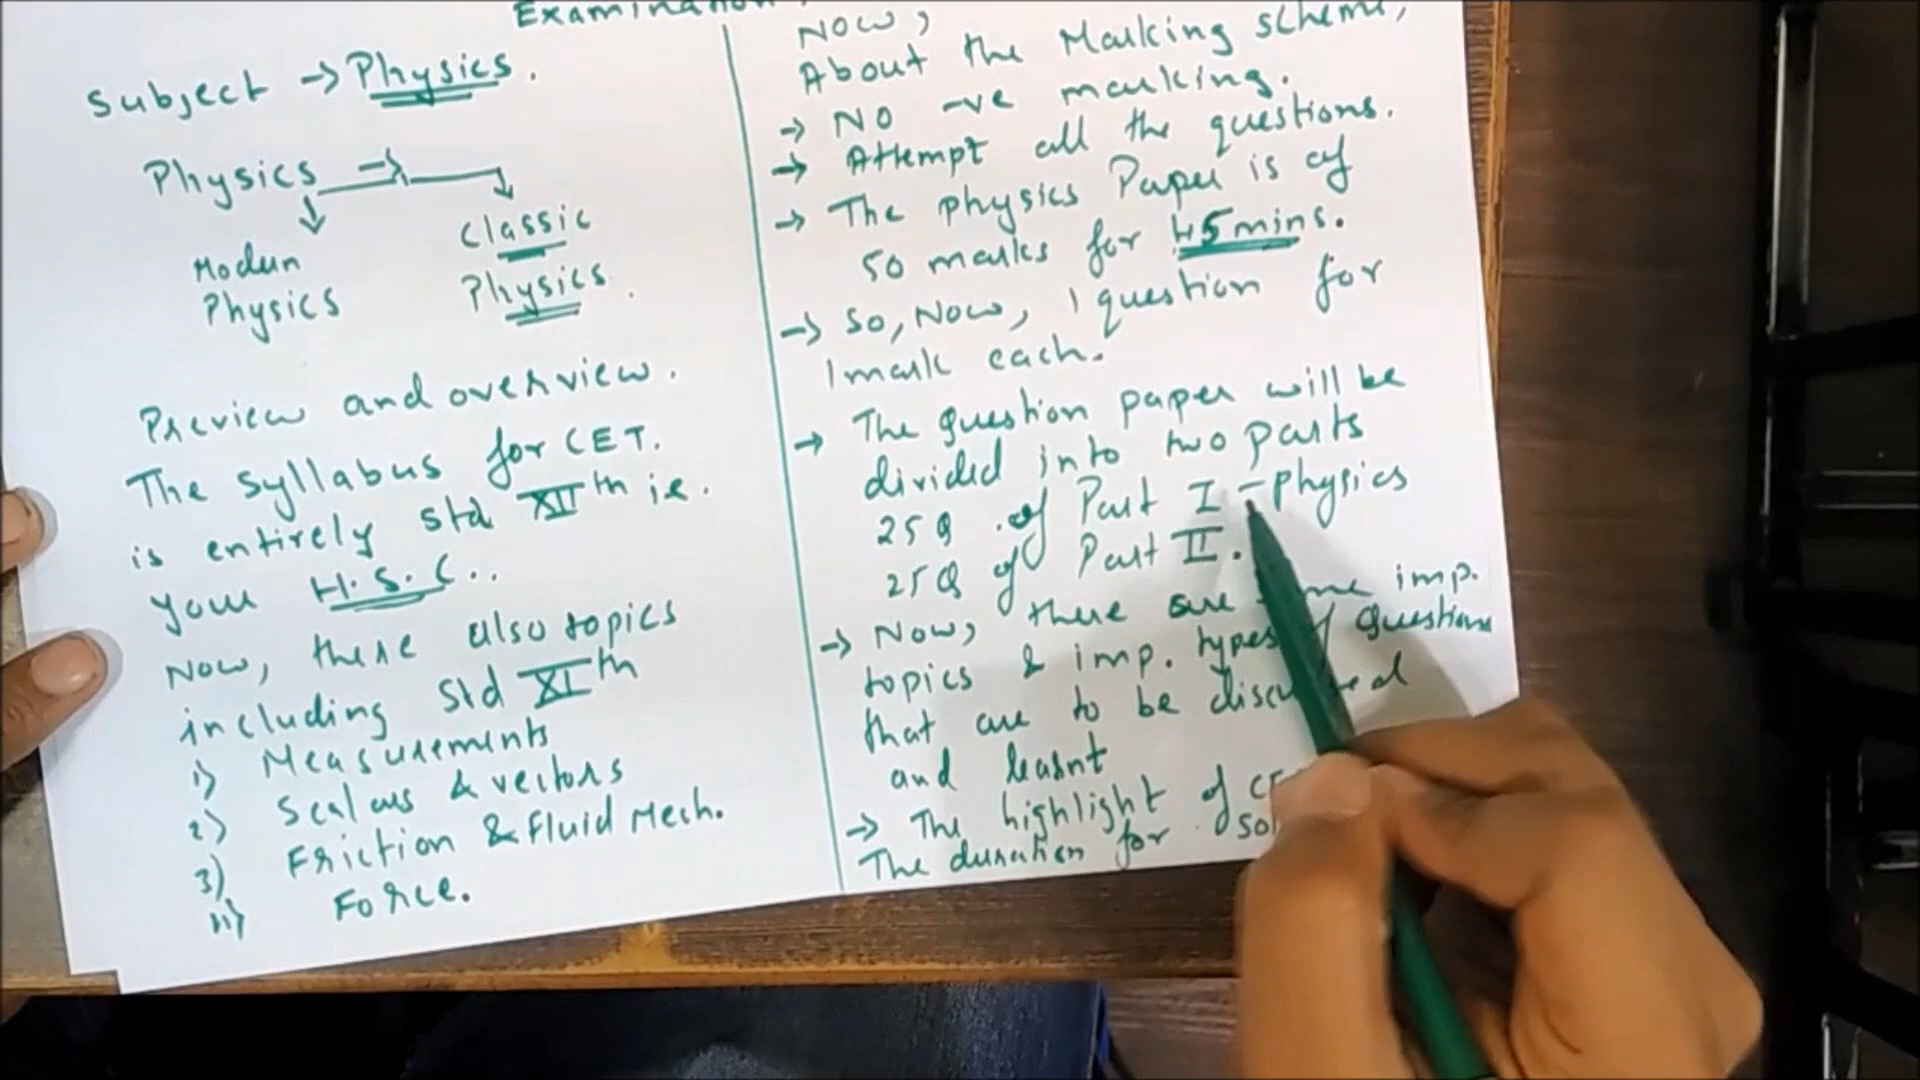 Examination
Subject → Physics.
Physics →
Modern
Physics
Classic
Physics.
Preview and overview.
The syllabus for CET.
is entirely std XIIth ie.
your H.S.C..
Now, there also topics
including Std XIth
1) Measurements
2) Scalars & vectors
3) Friction & Fluid Mech.
4) Force.
Now,
About the Marking scheme,
→ NO -ve marking.
→ Attempt all the questions.
→ The physics Paper is of
50 marks for 45 mins.
→ So, Now, 1 question for
1 mark each.
→ The question paper will be
divided into two parts
25 Q. of Part I - Physics
25 Q of Part II.
→ Now, there are imp.
topics & imp. types questions
that are to be
and learnt
→ The highlight of
The duration for